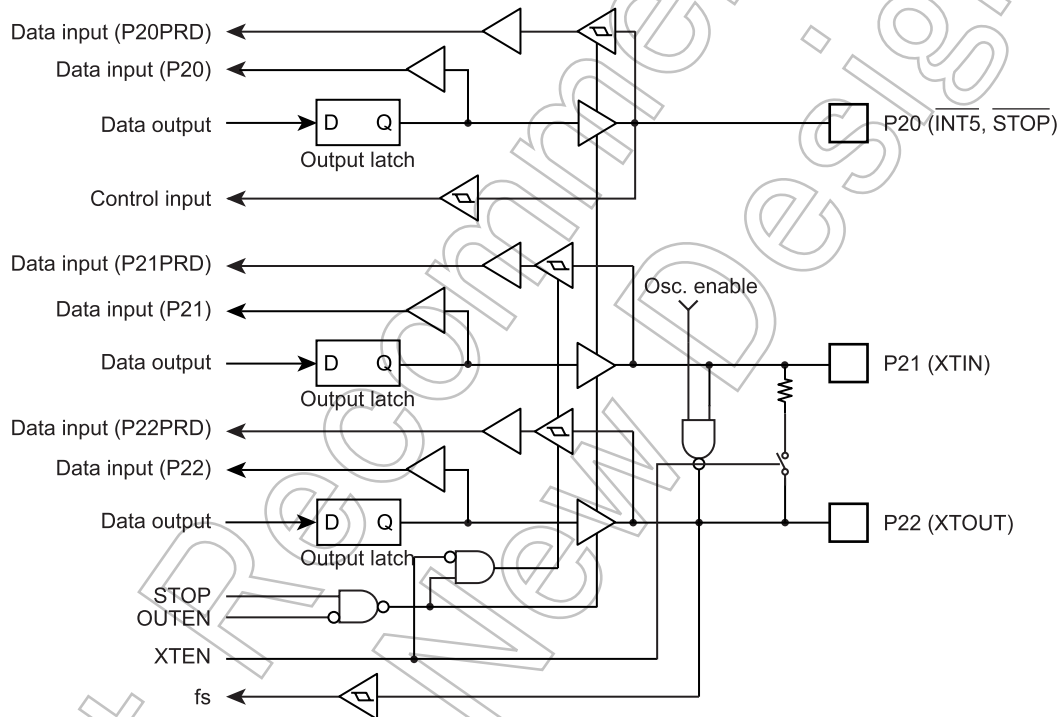 Data input (P20PRD)
Data input (P20)
Data output
D Q
Output latch
P20 (INT5, STOP)
Control input
Data input (P21PRD)
Osc. enable
Data input (P21)
Data output
D Q
Output latch
P21 (XTIN)
Data input (P22PRD)
Data input (P22)
Data output
D Q
Output latch
P22 (XTOUT)
STOP
OUTEN
XTEN
fs
New Design